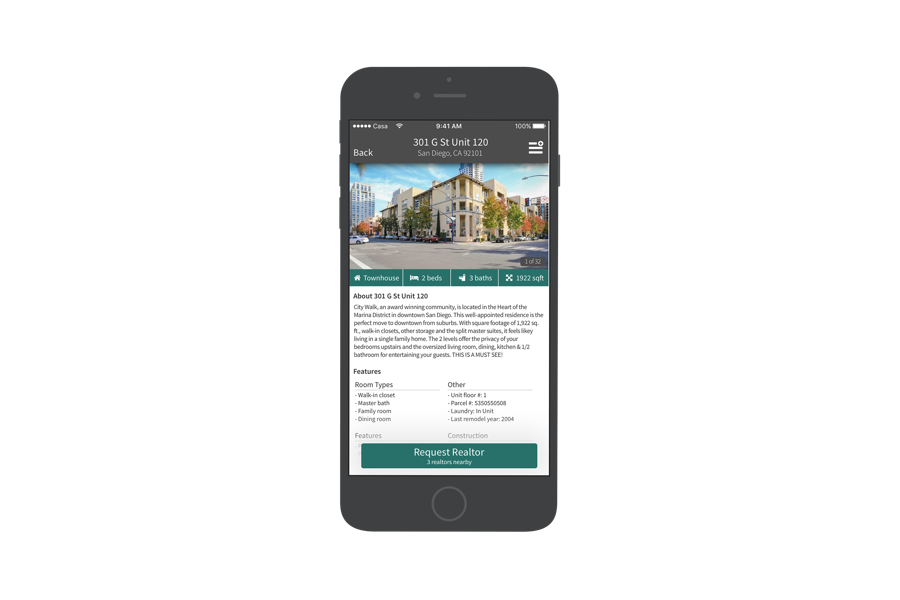 Casa 9:41 AM 100%
301 G St Unit 120
Back San Diego, CA 92101
1 of 32
Townhouse 2 beds 3 baths 1922 sqft
About 301 G St Unit 120
City Walk, an award winning community, is located in the Heart of the
Marina District in downtown San Diego. This well-appointed residence is the
perfect move to downtown from suburbs. With square footage of 1,922 sq.
ft., walk-in closets, other storage and the split master suites, it feels likey
living in a single family home. The 2 levels offer the privacy of your
bedrooms upstairs and the oversized living room, dining, kitchen & 1/2
bathroom for entertaining your guests. THIS IS A MUST SEE!
Features
Room Types Other
- Walk-in closet - Unit floor #: 1
- Master bath - Parcel #: 5350550508
- Family room - Laundry: In Unit
- Dining room - Last remodel year: 2004
Features Construction
Request Realtor
3 realtors nearby